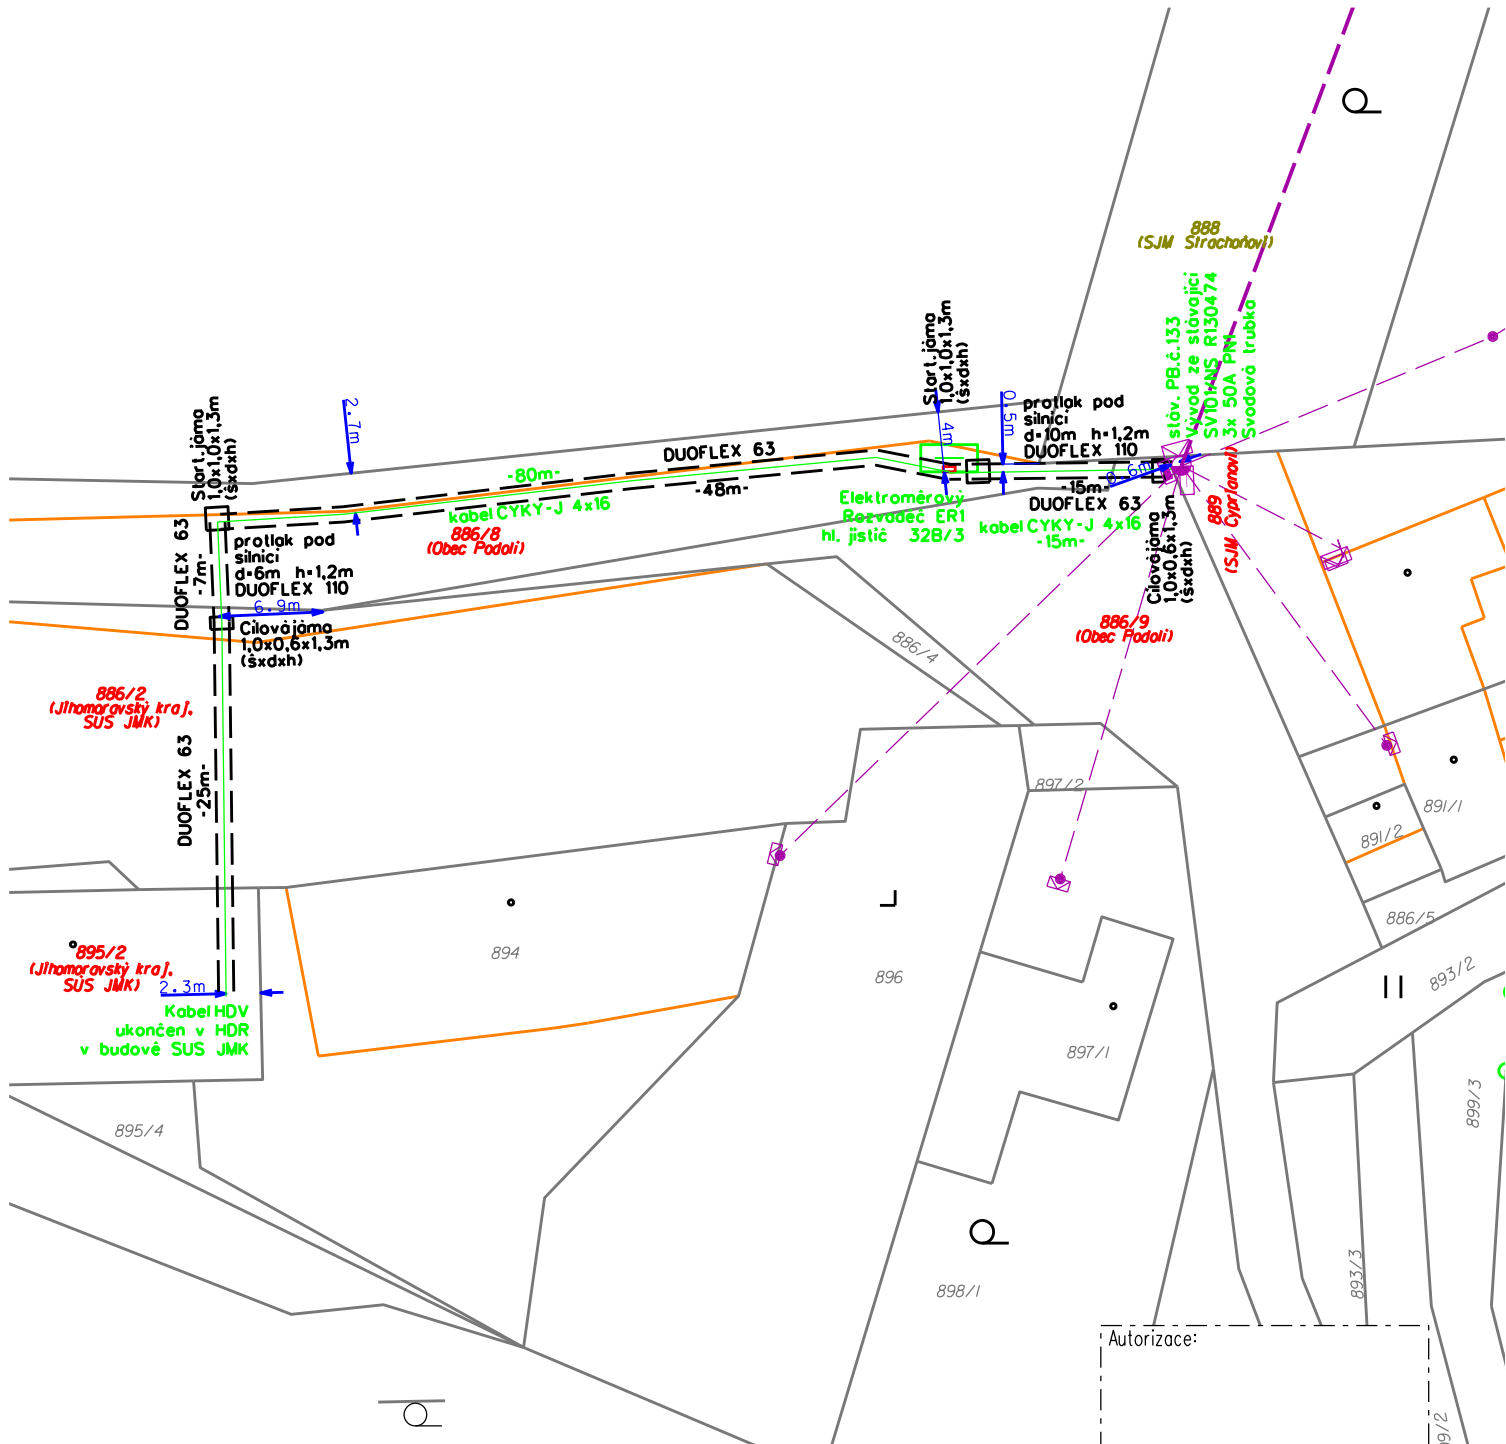 888
(SJM Strachoňovi)
stáv. PB.č.133
Vývod ze stávající
SV101/NS R130474
3x 50A PN1
Svodová trubka
Start.jáma
1,0x1,0x1,3m
(šxdxh)
0.5m
protlak pod
silnicí
d=10m h=1,2m
DUOFLEX 110
4m
DUOFLEX 63
-80m-
-48m-
kabel CYKY-J 4x16
2.7m
Start.jáma
1,0x1,0x1,3m
(šxdxh)
0.6m
-15m-
DUOFLEX 63
Elektroměrový
Rozvaděč ER1
hl. jistič 32B/3
kabel CYKY-J 4x16
-15m-
889
(SJM Cyprianovi)
Cílová jáma
1,0x0,6x1,3m
(šxdxh)
886/8
(Obec Podolí)
DUOFLEX 63
-7m-
protlak pod
silnicí
d=6m h=1,2m
DUOFLEX 110
6.9m
Cílová jáma
1,0x0,6x1,3m
(šxdxh)
886/9
(Obec Podolí)
886/4
886/2
(Jihomoravský kraj,
SÚS JMK)
DUOFLEX 63
-25m-
897/2
891/1
891/2
886/5
895/2
(Jihomoravský kraj,
SÚS JMK)
894
896
893/2
2.3m
Kabel HDV
ukončen v HDR
v budově SÚS JMK
897/1
895/4
899/3
893/3
898/1
Autorizace: